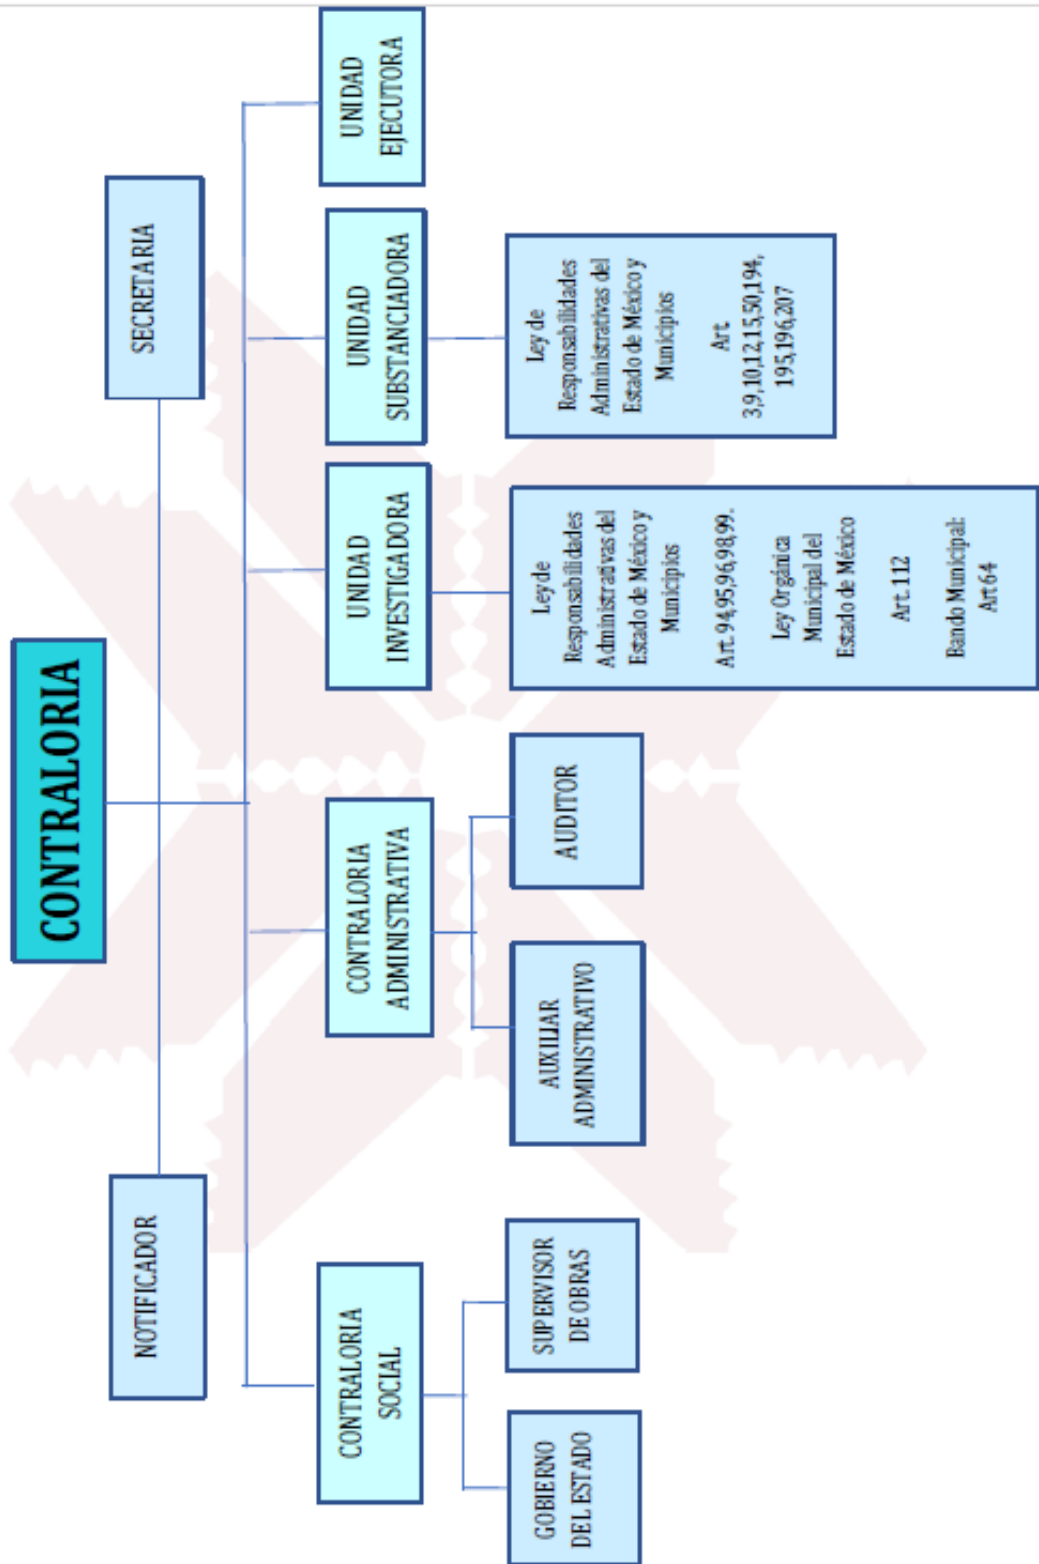 CONTRALORIA
NOTIFICADOR
SECRETARIA
CONTRALORIA
SOCIAL
CONTRALORIA
ADMINISTRATIVA
UNIDAD
INVESTIGADORA
UNIDAD
SUBSTANCIADORA
UNIDAD
EJECUTORA
GOBIERNO
DEL ESTADO
SUPERVISOR
DE OBRAS
AUXILIAR
ADMINISTRATIVO
AUDITOR
Ley de
Responsabilidades
Administrativas del
Estado de México y
Municipios
Art. 94,95,96,98,99.
Ley Orgánica
Municipal del
Estado de México
Art. 112
Bando Municipal:
Art 64
Ley de
Responsabilidades
Administrativas del
Estado de México y
Municipios
Art.
3,9,10,12,15,50,194,
195,196,207